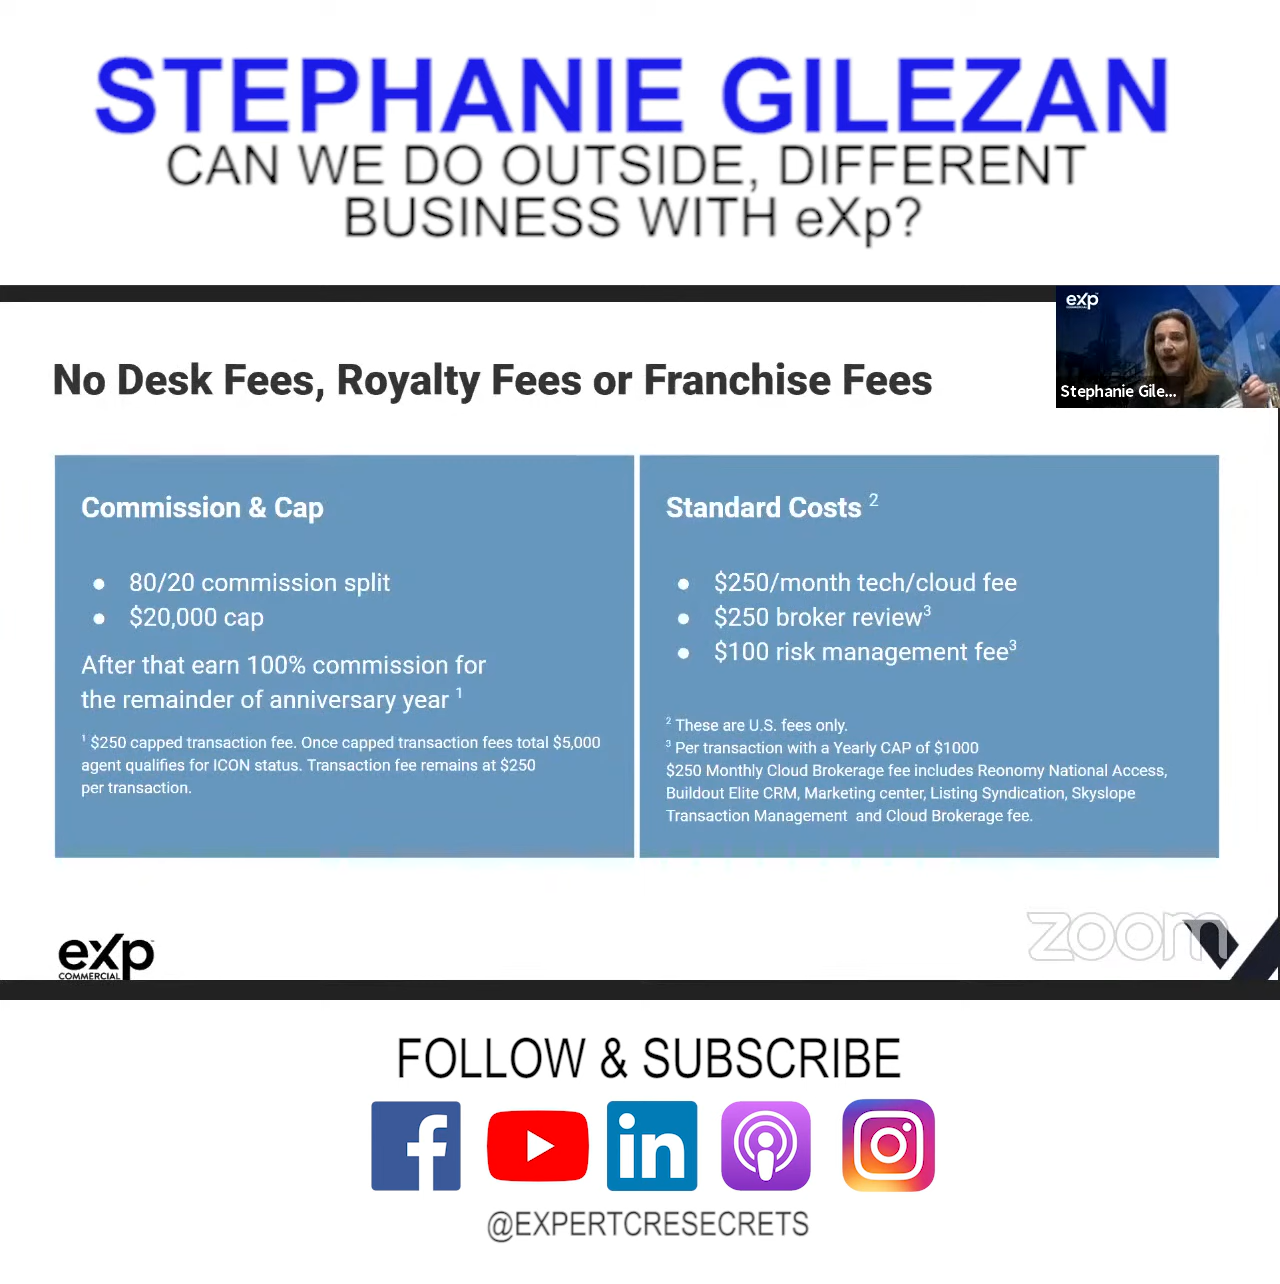 STEPHANIE GILEZAN
CAN WE DO OUTSIDE, DIFFERENT
BUSINESS WITH eXp?
exp
Stephanie Gile...
No Desk Fees, Royalty Fees or Franchise Fees
Commission & Cap
● 80/20 commission split
● $20,000 cap
After that earn 100% commission for
the remainder of anniversary year ¹
¹ $250 capped transaction fee. Once capped transaction fees total $5,000
agent qualifies for ICON status. Transaction fee remains at $250
per transaction.
Standard Costs ²
● $250/month tech/cloud fee
● $250 broker review³
● $100 risk management fee³
² These are U.S. fees only.
³ Per transaction with a Yearly CAP of $1000
$250 Monthly Cloud Brokerage fee includes Reonomy National Access,
Buildout Elite CRM, Marketing center, Listing Syndication, Skyslope
Transaction Management and Cloud Brokerage fee.
exp
COMMERCIAL
zoom
FOLLOW & SUBSCRIBE
f
in
@EXPERTCRESECRETS